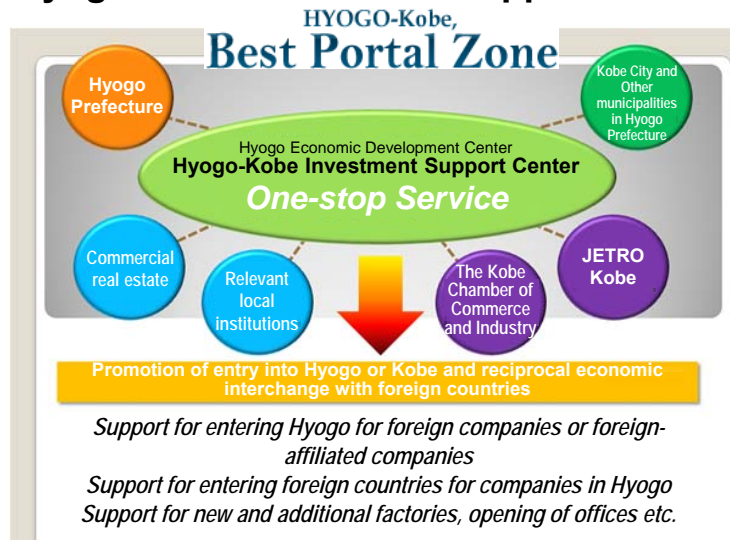 HYOGO-Kobe,
Best Portal Zone
Hyogo
Prefecture
Kobe City and
Other
municipalities
in Hyogo
Prefecture
Hyogo Economic Development Center
Hyogo-Kobe Investment Support Center
One-stop Service
Commercial
real estate
Relevant
local
institutions
The Kobe
Chamber of
Commerce
and Industry
JETRO
Kobe
Promotion of entry into Hyogo or Kobe and reciprocal economic
interchange with foreign countries
Support for entering Hyogo for foreign companies or foreign-
affiliated companies
Support for entering foreign countries for companies in Hyogo
Support for new and additional factories, opening of offices etc.